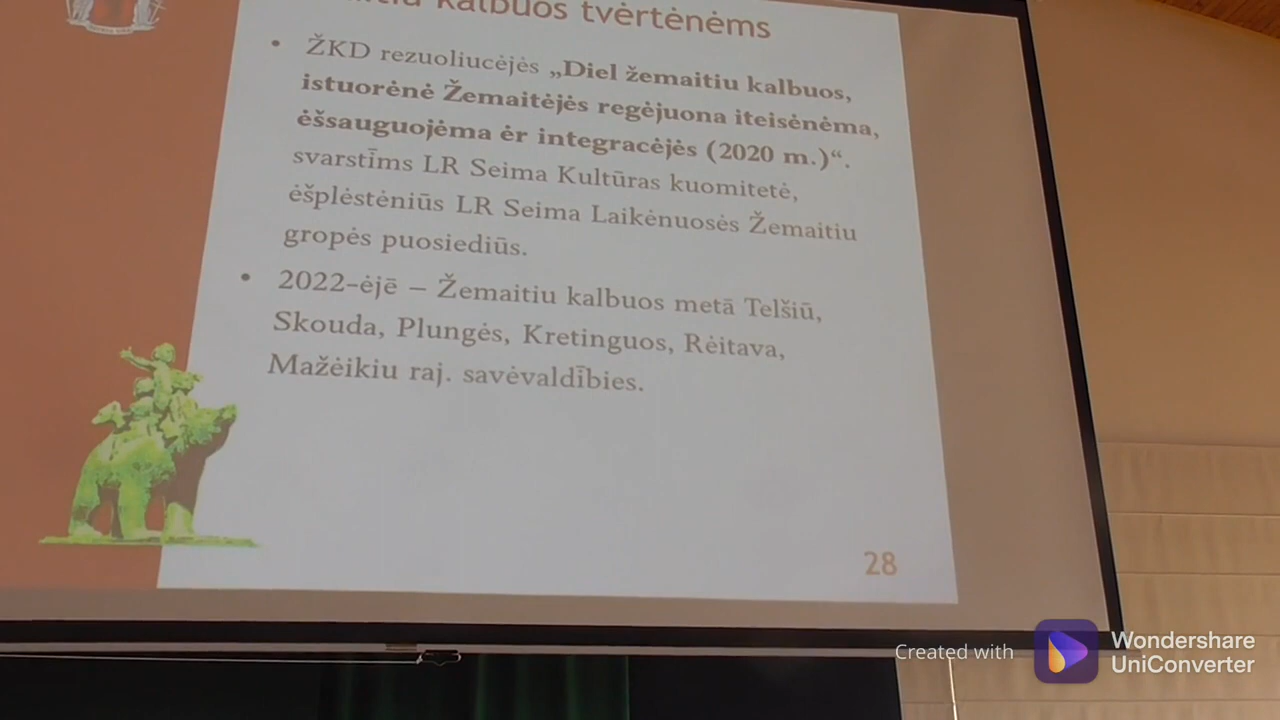 kalbuos tvėrtėnėms
• ŽKD rezuoliucėjės „Diel žemaitiu kalbuos,
istuorėnė Žemaitėjės regėjuona iteisėnėma,
ėšsauguojėma ėr integracėjės (2020 m.)“.
svarstīms LR Seima Kultūras kuomitetė,
ėšplėstėniūs LR Seima Laikėnuosės Žemaitiu
gropės puosiediūs.
• 2022-ėjē – Žemaitiu kalbuos metā Telšiū,
Skouda, Plungės, Kretinguos, Rėitava,
Mažėikiu raj. savėvaldības.
28
Created with
Wondershare
UniConverter